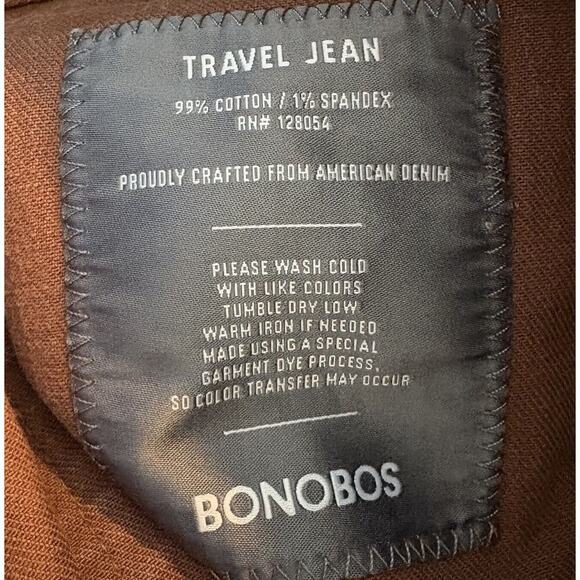 TRAVEL JEAN
99% COTTON / 1% SPANDEX
RN# 128054
PROUDLY CRAFTED FROM AMERICAN DENIM
PLEASE WASH COLD
WITH LIKE COLORS
TUMBLE DRY LOW
WARM IRON IF NEEDED
MADE USING A SPECIAL
GARMENT DYE PROCESS,
SO COLOR TRANSFER MAY OCCUR
BONOBOS